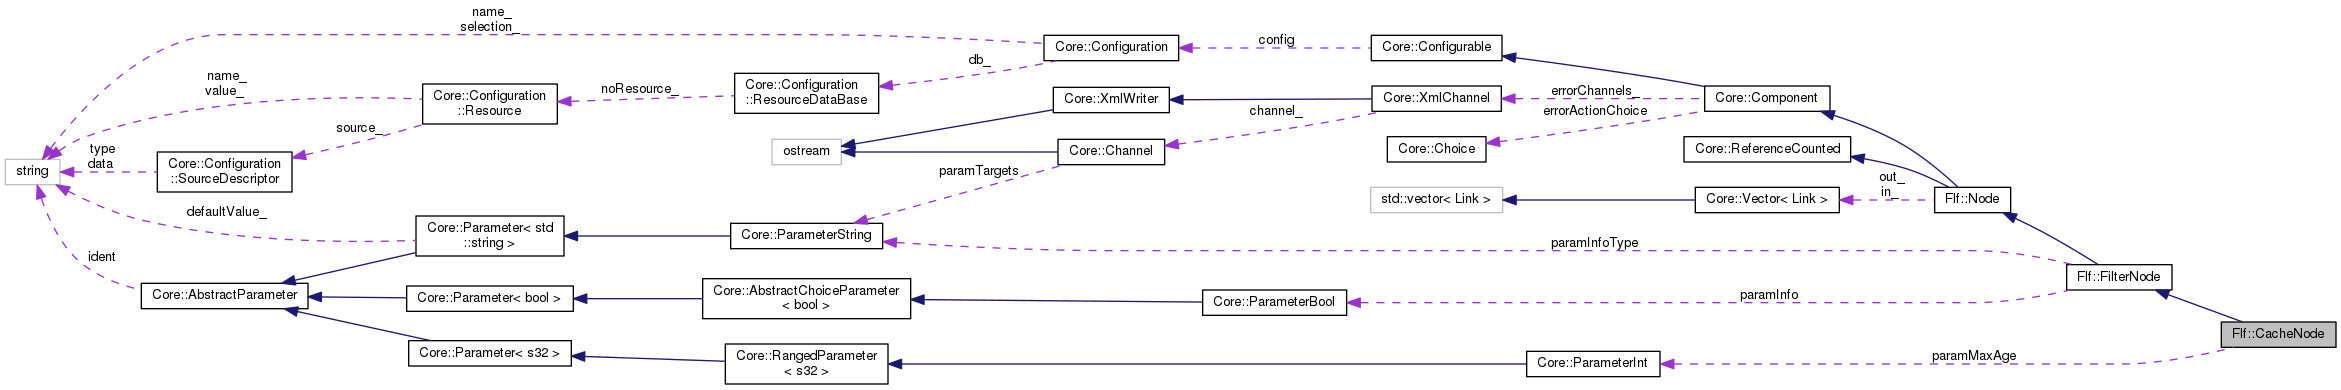 name_
selection_
Core::Configuration
config
Core::Configurable
db_
name_
value_
Core::Configuration
::Resource
noResource_
Core::Configuration
::ResourceDataBase
Core::XmlWriter
Core::XmlChannel
errorChannels_
Core::Component
errorActionChoice
channel_
source_
type
data
string
Core::Configuration
::SourceDescriptor
ostream
Core::Channel
Core::Choice
Core::ReferenceCounted
paramTargets
std::vector< Link >
Core::Vector< Link >
out_
in_
Flf::Node
defaultValue_
Core::Parameter< std
::string >
Core::ParameterString
paramInfoType
ident
Core::AbstractParameter
Core::Parameter< bool >
Core::AbstractChoiceParameter
< bool >
Core::ParameterBool
paramInfo
Flf::FilterNode
Flf::CacheNode
Core::Parameter< s32 >
Core::RangedParameter
< s32 >
Core::ParameterInt
paramMaxAge